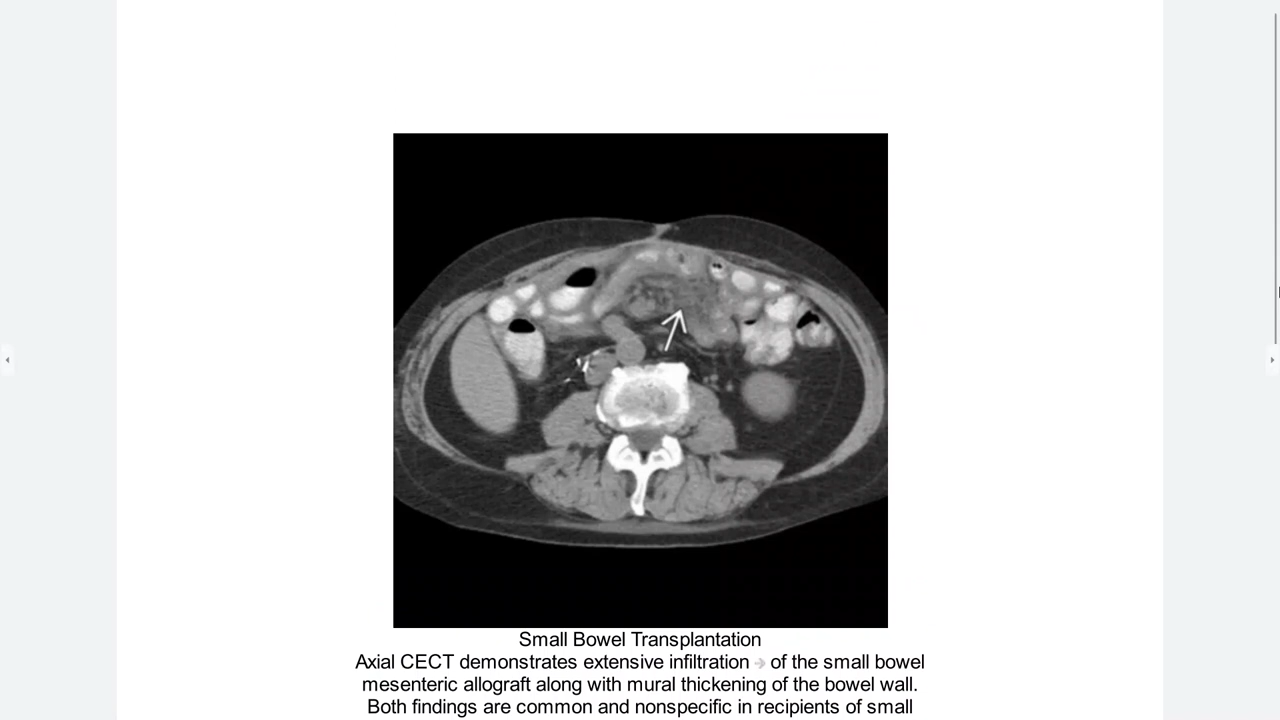 Small Bowel Transplantation
Axial CECT demonstrates extensive infiltration → of the small bowel
mesenteric allograft along with mural thickening of the bowel wall.
Both findings are common and nonspecific in recipients of small